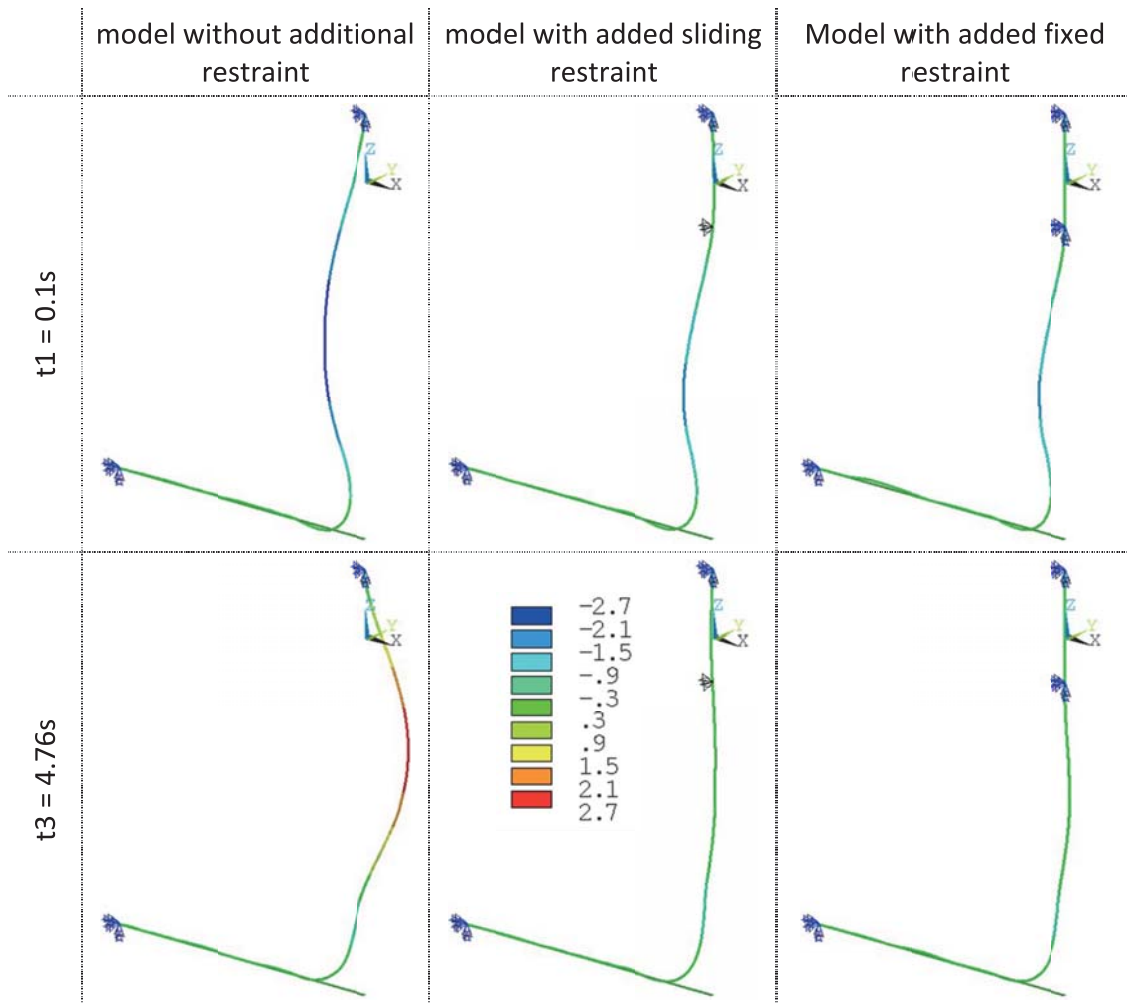 model without additional
restraint
model with added sliding
restraint
Model with added fixed
restraint
t1 = 0.1s
Z
Y
X
Z
Y
X
Z
Y
X
t3 = 4.76s
Z
Y
X
-2.7
-2.1
-1.5
-.9
-.3
.3
.9
1.5
2.1
2.7
Z
Y
X
Z
Y
X